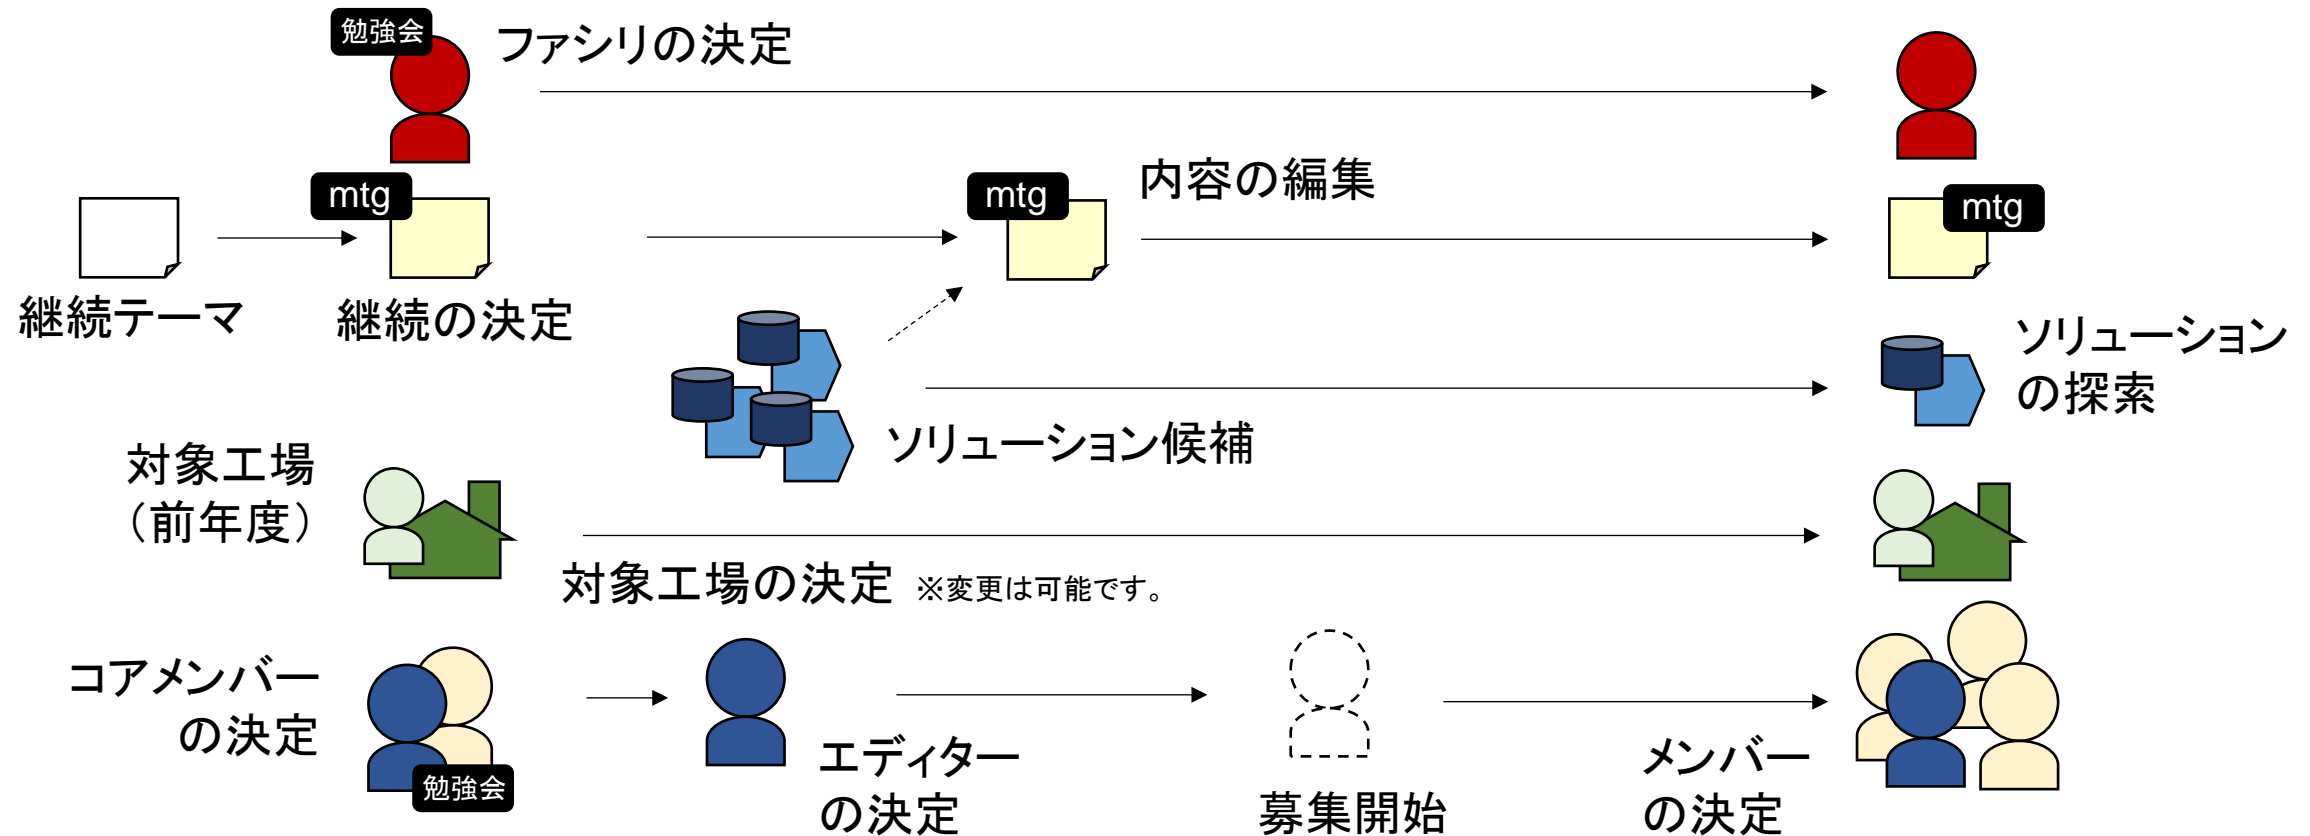 勉強会
ファシリの決定
mtg
mtg
内容の編集
mtg
継続テーマ
継続の決定
ソリューション
の探索
ソリューション候補
対象工場
（前年度）
対象工場の決定 ※変更は可能です。
コアメンバー
の決定
勉強会
エディター
の決定
募集開始
メンバー
の決定